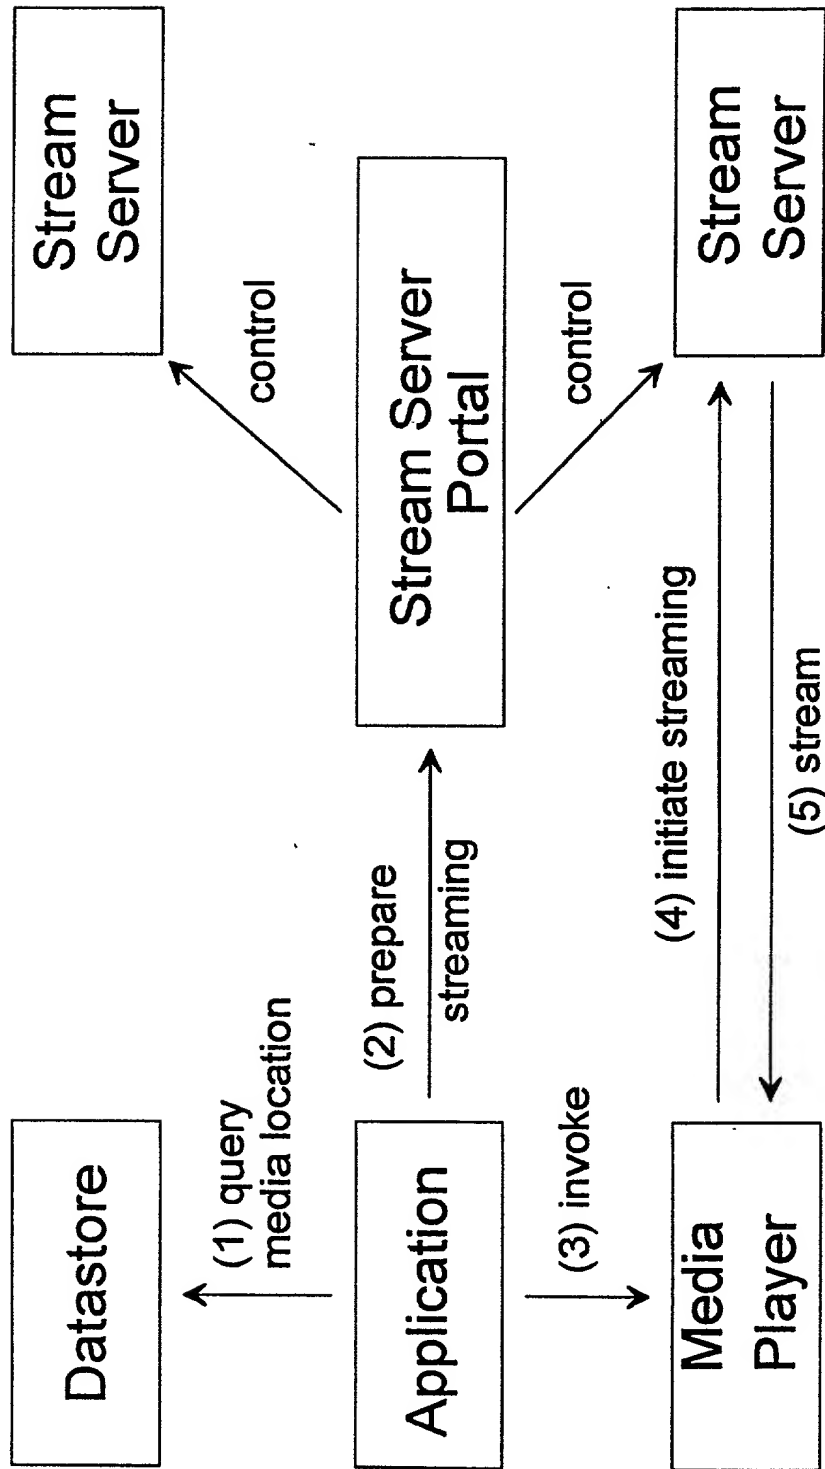 Datastore
(1) query
media location
Application
(2) prepare
streaming
(3) invoke
Media
Player
Stream
Server
control
Stream Server
Portal
control
(4) initiate streaming
(5) stream
Stream
Server